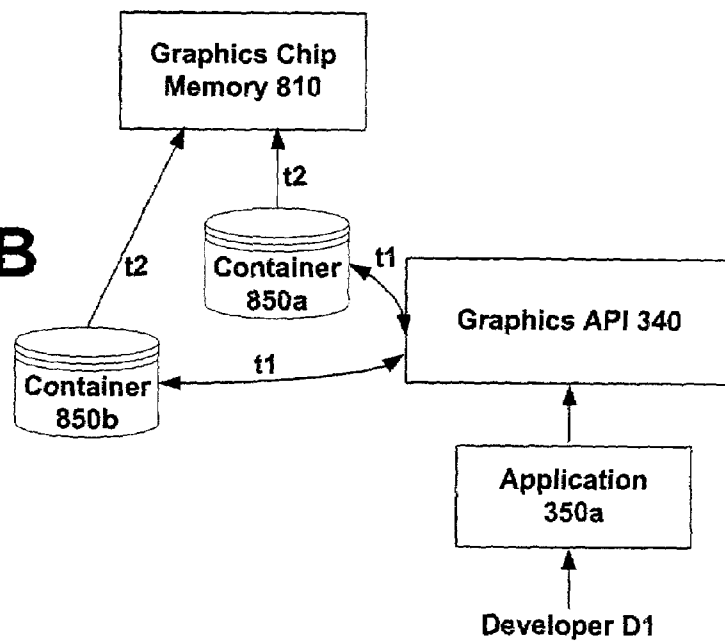 Graphics Chip
Memory 810
t2
B
t2
Container
850a
t1
Graphics API 340
t1
Container
850b
Application
350a
Developer D1